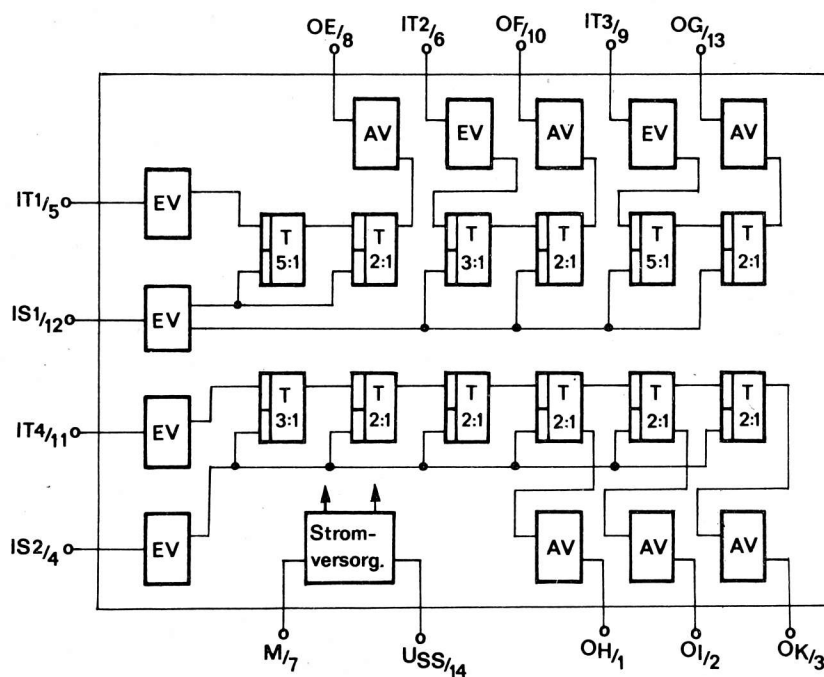 OE/8 IT2/6 OF/10 IT3/9 OG/13
AV EV AV EV AV
IT1/5 EV
T 5:1 T 2:1 T 3:1 T 2:1 T 5:1 T 2:1
IS1/12 EV
IT4/11 EV
T 3:1 T 2:1 T 2:1 T 2:1 T 2:1 T 2:1
IS2/4 EV
Strom-
versorg.
AV AV AV
M/7 USS/14 OH/1 OI/2 OK/3